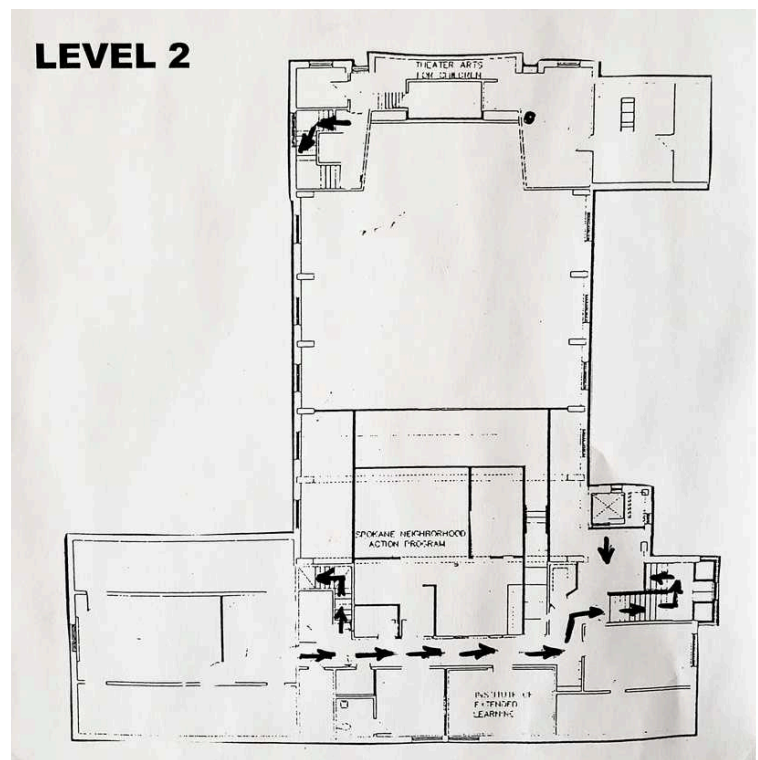 LEVEL 2
THEATER ARTS
FOR CHILDREN
SPOKANE NEIGHBORHOOD
ACTION PROGRAM
INSTITUTE OF
EXTENDED
LEARNING